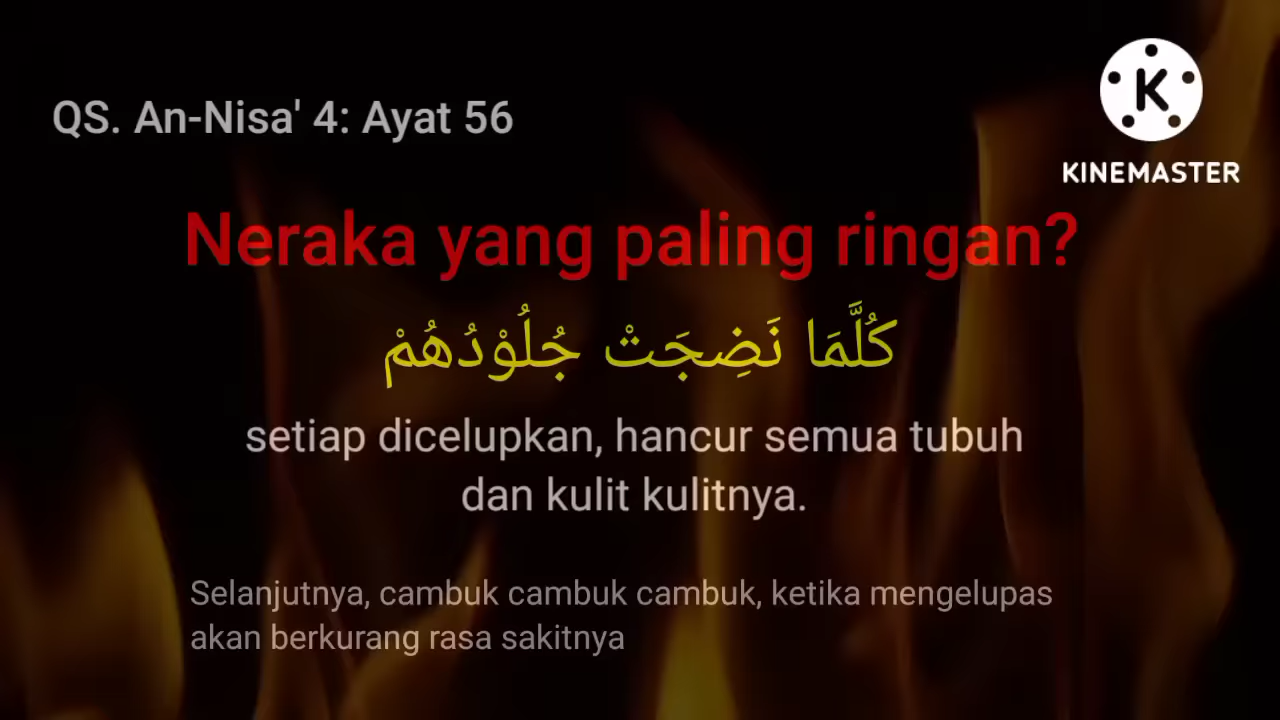 QS. An-Nisa' 4: Ayat 56
K
KINEMASTER
Neraka yang paling ringan?
كُلَّمَا نَضِجَتْ جُلُوْدُهُمْ
setiap dicelupkan, hancur semua tubuh
dan kulit kulitnya.
Selanjutnya, cambuk cambuk cambuk, ketika mengelupas
akan berkurang rasa sakitnya